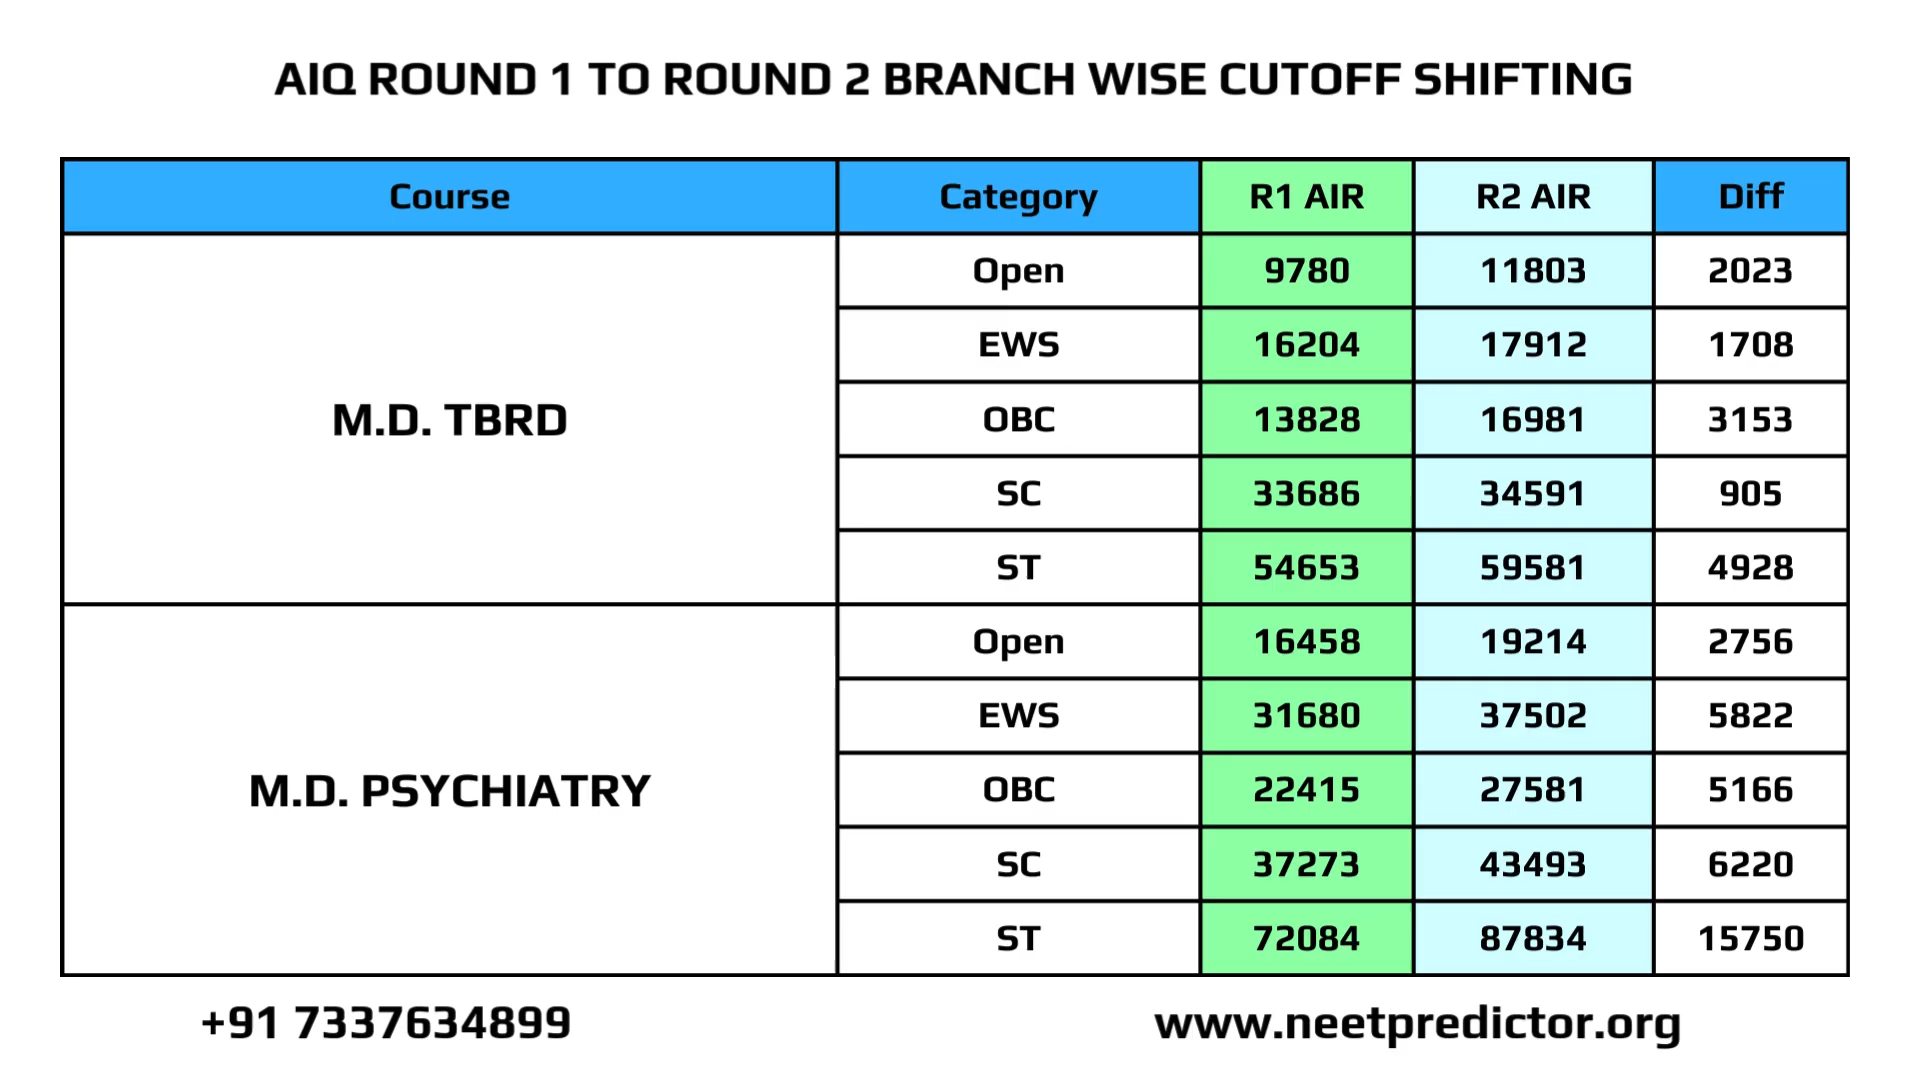 AIQ ROUND 1 TO ROUND 2 BRANCH WISE CUTOFF SHIFTING
Course Category R1 AIR R2 AIR Diff
M.D. TBRD
Open 9780 11803 2023
EWS 16204 17912 1708
OBC 13828 16981 3153
SC 33686 34591 905
ST 54653 59581 4928
M.D. PSYCHIATRY
Open 16458 19214 2756
EWS 31680 37502 5822
OBC 22415 27581 5166
SC 37273 43493 6220
ST 72084 87834 15750
+91 7337634899 www.neetpredictor.org